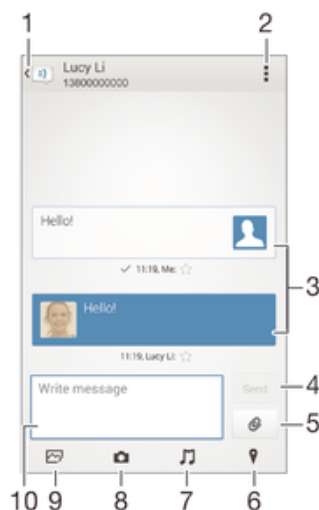 1 2
:) Lucy Li
13800000000
Hello!
11:19, Me:
3
Hello!
11:19, Lucy Li:
Write message
Send 4
5
10 9 8 7 6